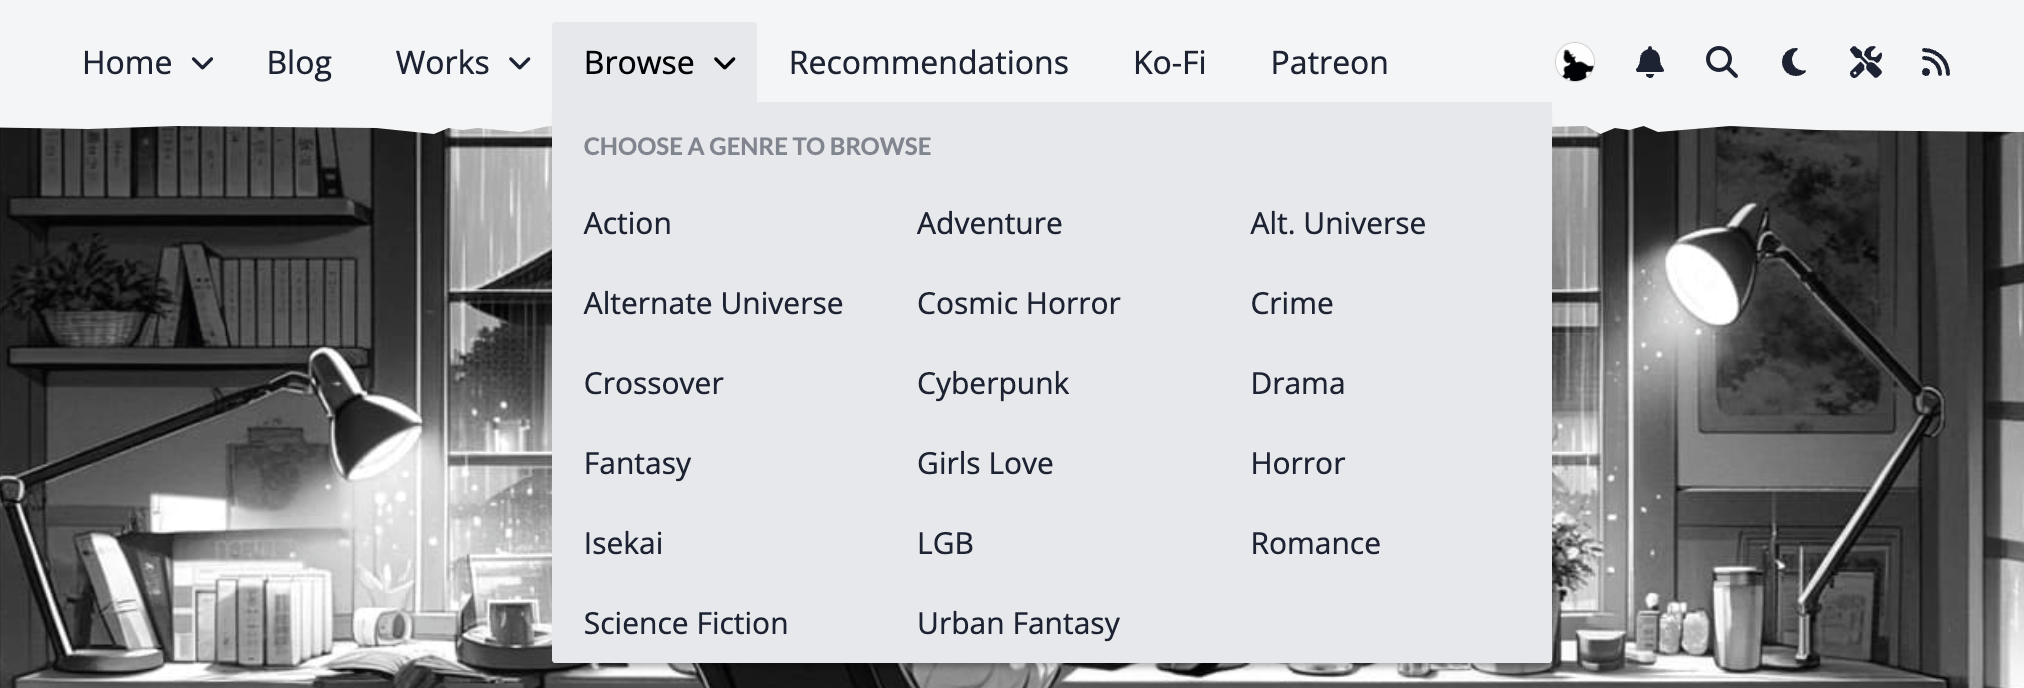 Home Blog Works Browse Recommendations Ko-Fi Patreon
CHOOSE A GENRE TO BROWSE
Action Adventure Alt. Universe
Alternate Universe Cosmic Horror Crime
Crossover Cyberpunk Drama
Fantasy Girls Love Horror
Isekai LGB Romance
Science Fiction Urban Fantasy